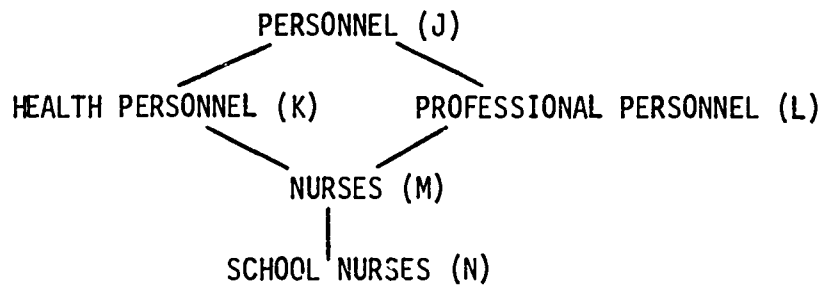 PERSONNEL (J)
HEALTH PERSONNEL (K) PROFESSIONAL PERSONNEL (L)
NURSES (M)
SCHOOL NURSES (N)